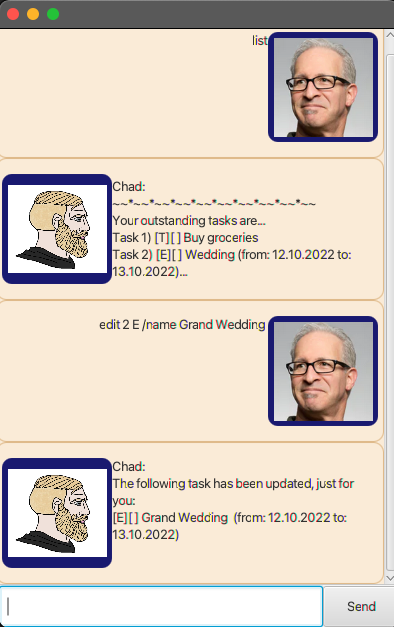 list
Chad:
~~*~~*~~*~~*~~*~~*~~*~~*~~*~~
Your outstanding tasks are...
Task 1) [T][ ] Buy groceries
Task 2) [E][ ] Wedding (from: 12.10.2022 to:
13.10.2022)...
edit 2 E /name Grand Wedding
Chad:
The following task has been updated, just for
you:
[E][ ] Grand Wedding  (from: 12.10.2022 to:
13.10.2022)
Send